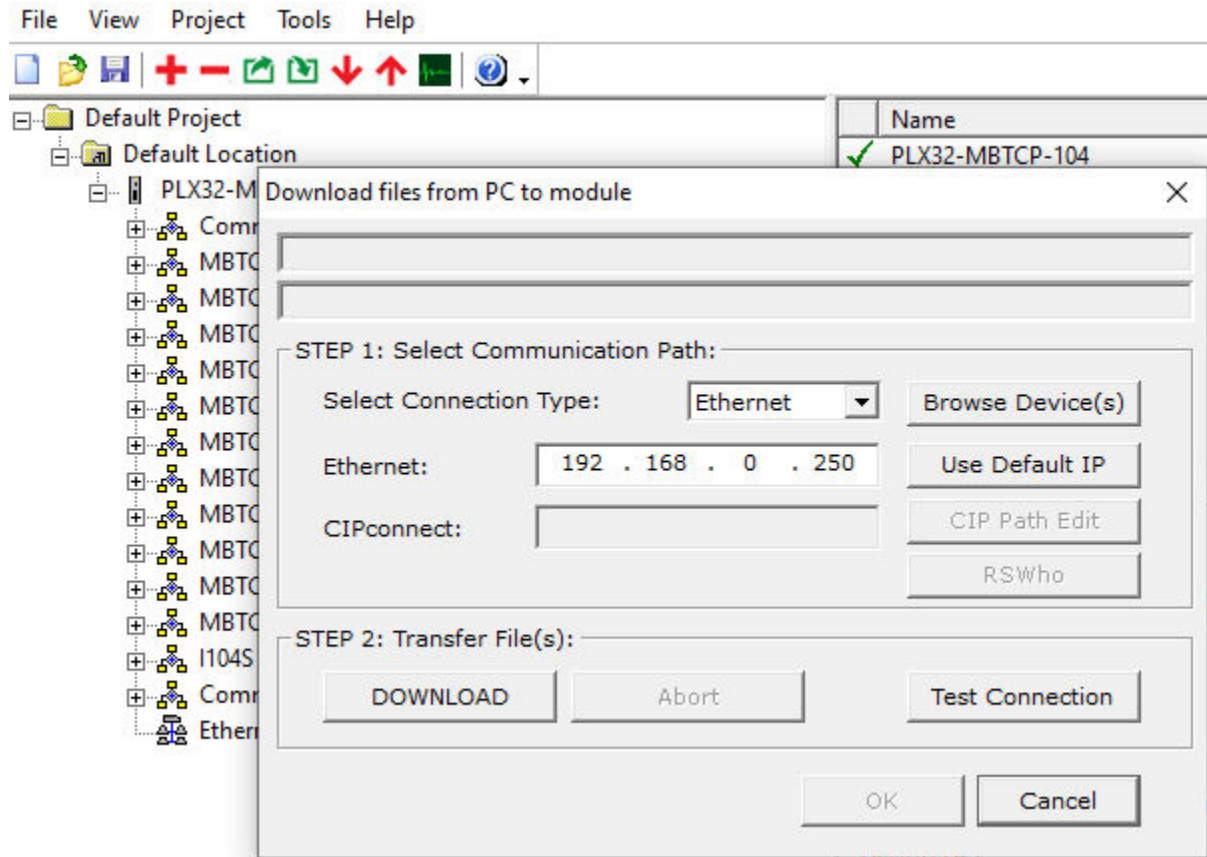 File View Project Tools Help
Default Project
Default Location
PLX32-M
Comm
MBTC
MBTC
MBTC
MBTC
MBTC
MBTC
MBTC
MBTC
MBTC
MBTC
MBTC
I104S
Comm
Ether
Name
PLX32-MBTCP-104
Download files from PC to module
STEP 1: Select Communication Path:
Select Connection Type: Ethernet Browse Device(s)
Ethernet: 192 . 168 . 0 . 250 Use Default IP
CIPconnect: CIP Path Edit
RSWho
STEP 2: Transfer File(s):
DOWNLOAD Abort Test Connection
OK Cancel